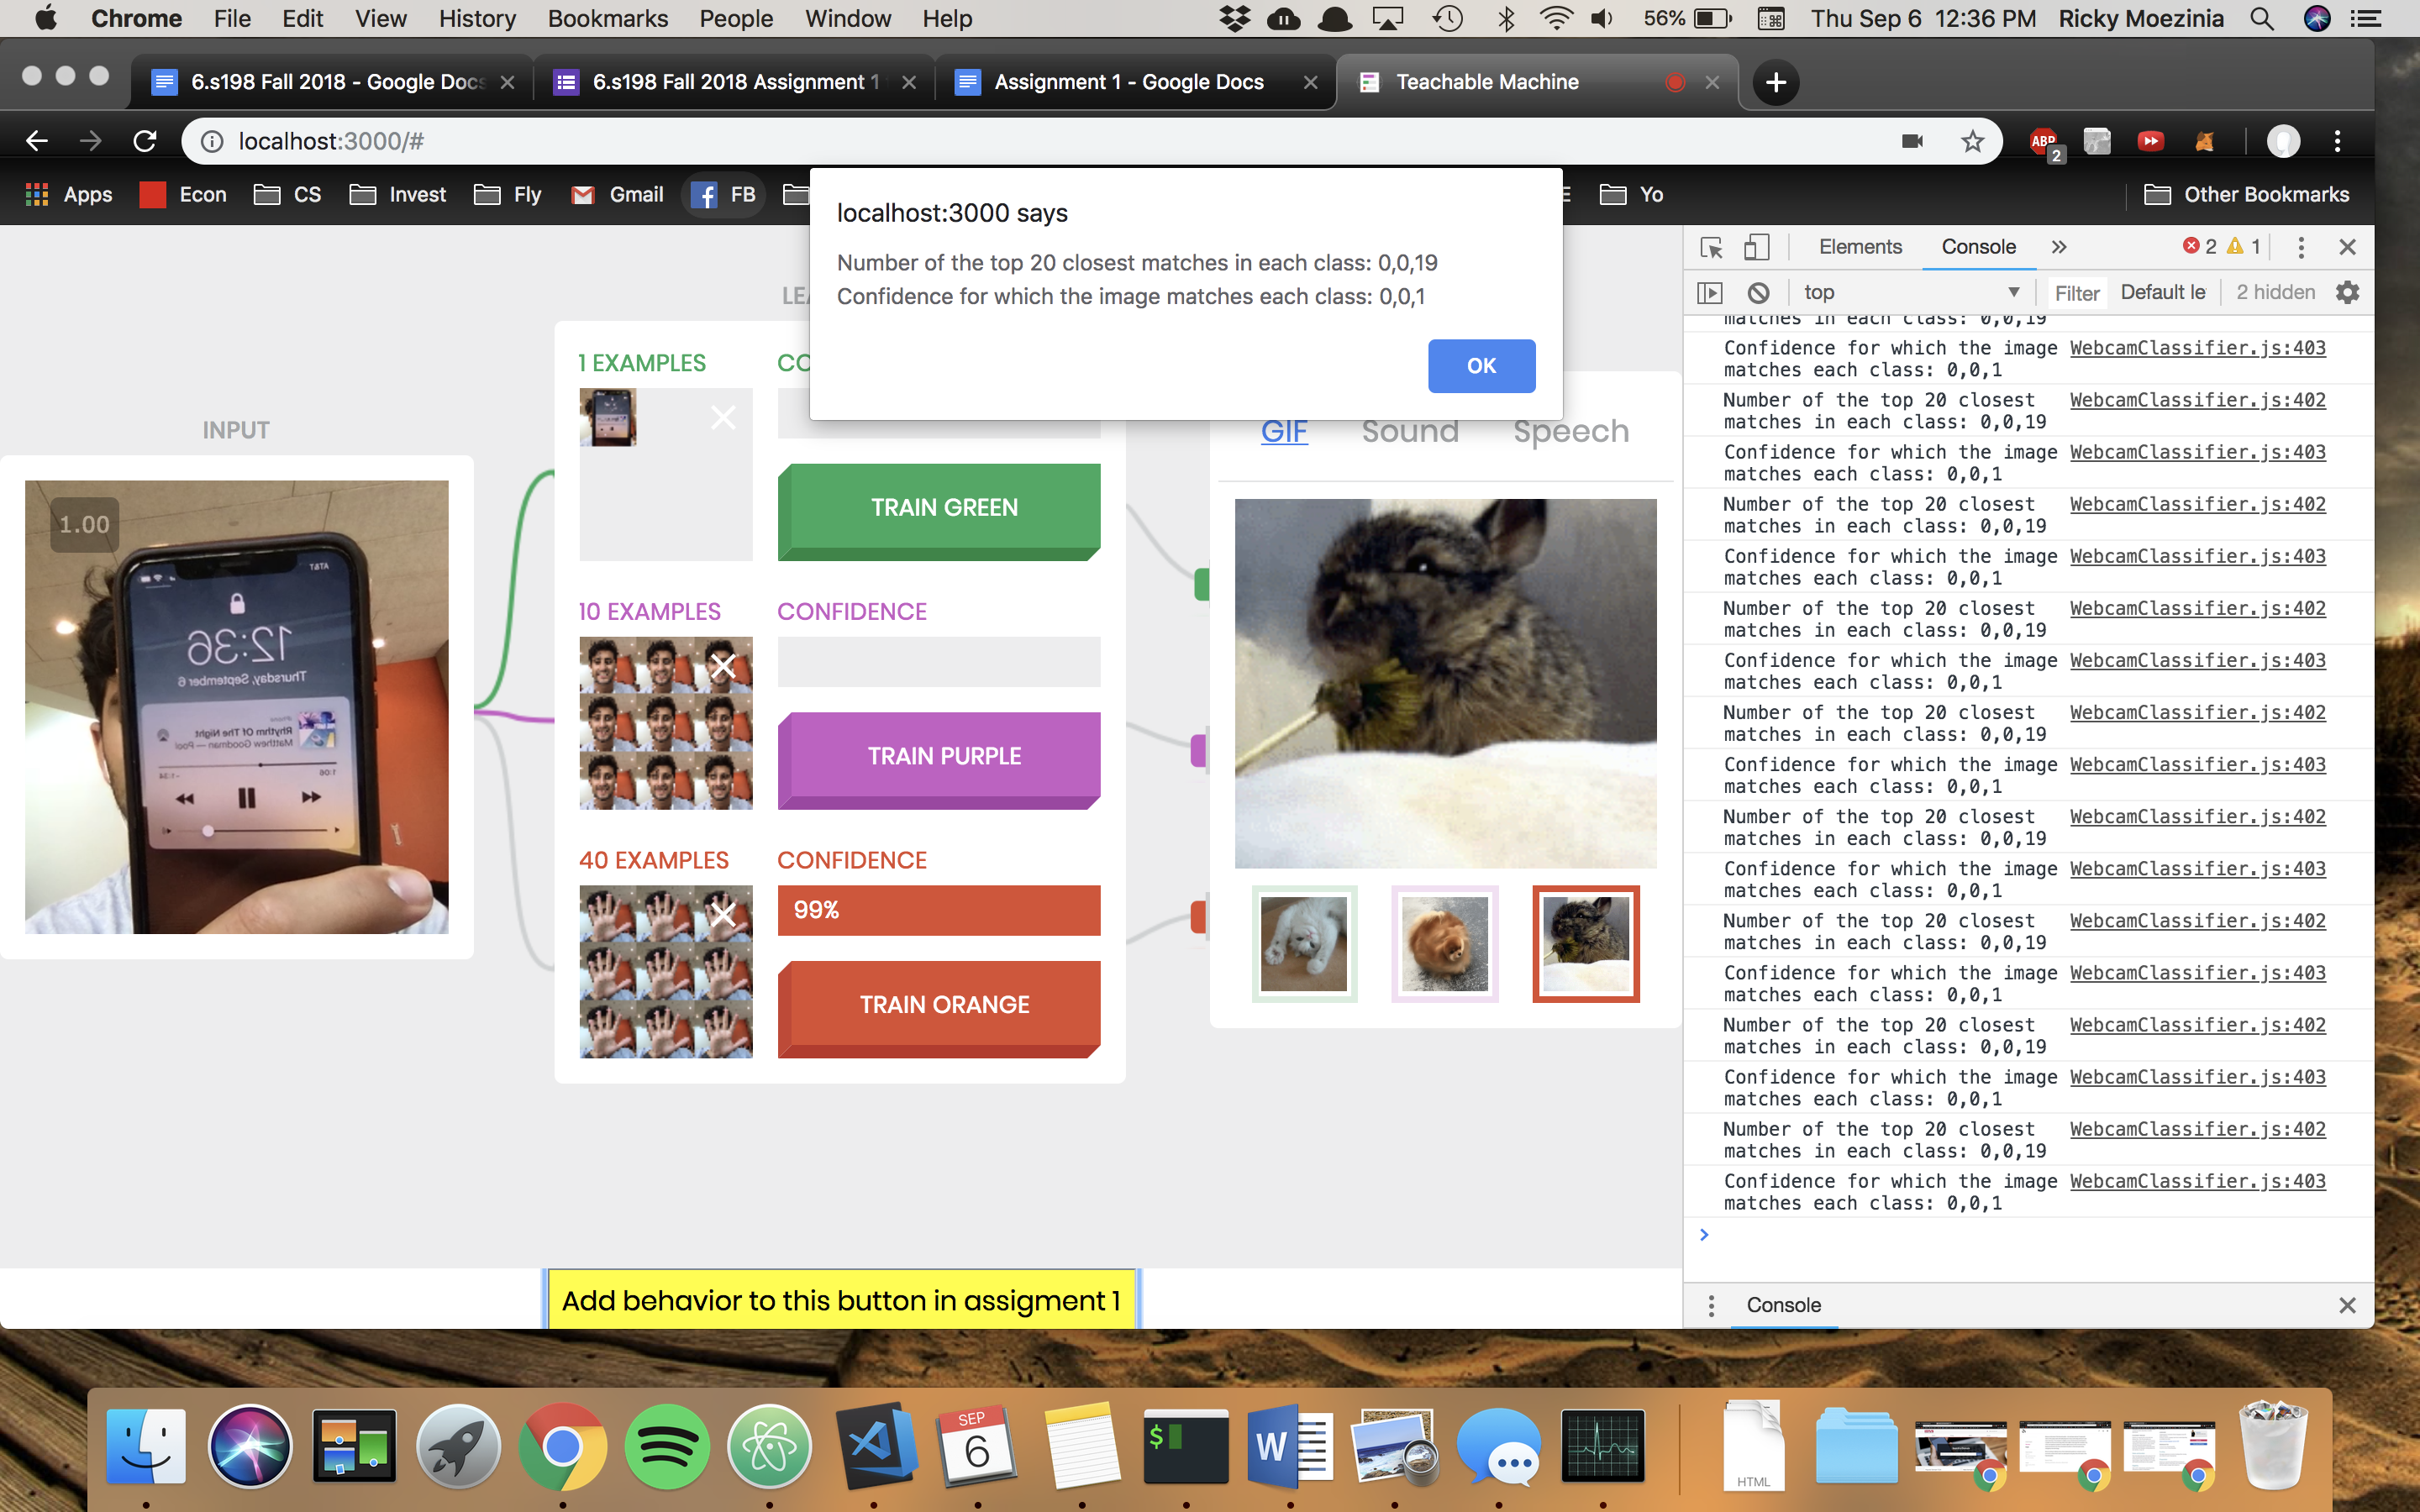 Chrome File Edit View History Bookmarks People Window Help 56% Thu Sep 6 12:36 PM Ricky Moezinia
6.s198 Fall 2018 - Google Docs 6.s198 Fall 2018 Assignment 1 Assignment 1 - Google Docs Teachable Machine
localhost:3000/# ABP 2
Apps Econ CS Invest Fly Gmail FB E Yo Other Bookmarks
localhost:3000 says
Number of the top 20 closest matches in each class: 0,0,19
Confidence for which the image matches each class: 0,0,1
OK
INPUT
1.00
AT&T
12:36
Thursday, September 6
iPhone
Rhythm Of The Night
Matthew Goodman — Pool
1:06 -1:34
LEA
1 EXAMPLES CO
TRAIN GREEN
10 EXAMPLES CONFIDENCE
TRAIN PURPLE
40 EXAMPLES CONFIDENCE
99%
TRAIN ORANGE
GIF Sound Speech
Add behavior to this button in assigment 1
Elements Console 2 1
top Filter Default le 2 hidden
matches in each class: 0,0,19
Confidence for which the image WebcamClassifier.js:403
matches each class: 0,0,1
Number of the top 20 closest WebcamClassifier.js:402
matches in each class: 0,0,19
Confidence for which the image WebcamClassifier.js:403
matches each class: 0,0,1
Number of the top 20 closest WebcamClassifier.js:402
matches in each class: 0,0,19
Confidence for which the image WebcamClassifier.js:403
matches each class: 0,0,1
Number of the top 20 closest WebcamClassifier.js:402
matches in each class: 0,0,19
Confidence for which the image WebcamClassifier.js:403
matches each class: 0,0,1
Number of the top 20 closest WebcamClassifier.js:402
matches in each class: 0,0,19
Confidence for which the image WebcamClassifier.js:403
matches each class: 0,0,1
Number of the top 20 closest WebcamClassifier.js:402
matches in each class: 0,0,19
Confidence for which the image WebcamClassifier.js:403
matches each class: 0,0,1
Number of the top 20 closest WebcamClassifier.js:402
matches in each class: 0,0,19
Confidence for which the image WebcamClassifier.js:403
matches each class: 0,0,1
Number of the top 20 closest WebcamClassifier.js:402
matches in each class: 0,0,19
Confidence for which the image WebcamClassifier.js:403
matches each class: 0,0,1
Number of the top 20 closest WebcamClassifier.js:402
matches in each class: 0,0,19
Confidence for which the image WebcamClassifier.js:403
matches each class: 0,0,1
Console
SEP
6
$
W
HTML